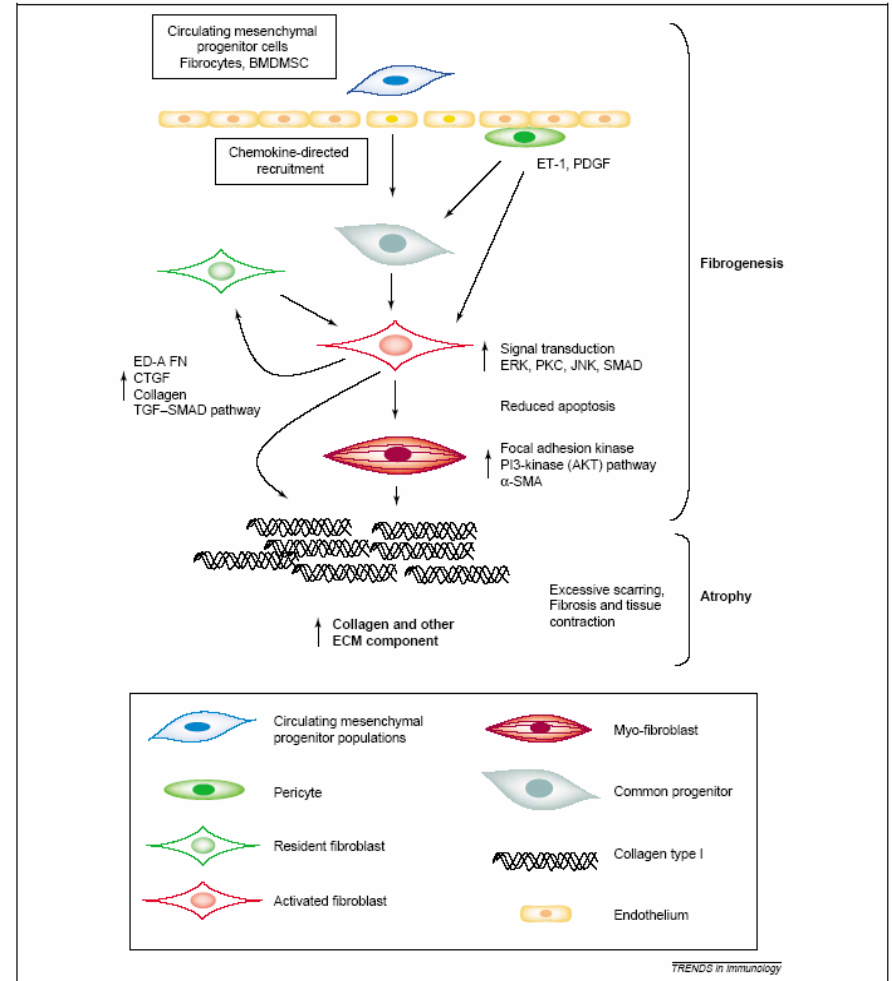 Circulating mesenchymal
progenitor cells
Fibrocytes, BMDMSC
Chemokine-directed
recruitment
ET-1, PDGF
Fibrogenesis
ED-A FN
CTGF
Collagen
TGF–SMAD pathway
Signal transduction
ERK, PKC, JNK, SMAD
Reduced apoptosis
Focal adhesion kinase
PI3-kinase (AKT) pathway
α-SMA
Excessive scarring,
Fibrosis and tissue
contraction
Atrophy
Collagen and other
ECM component
Circulating mesenchymal
progenitor populations
Pericyte
Resident fibroblast
Activated fibroblast
Myo-fibroblast
Common progenitor
Collagen type I
Endothelium
TRENDS in Immunology